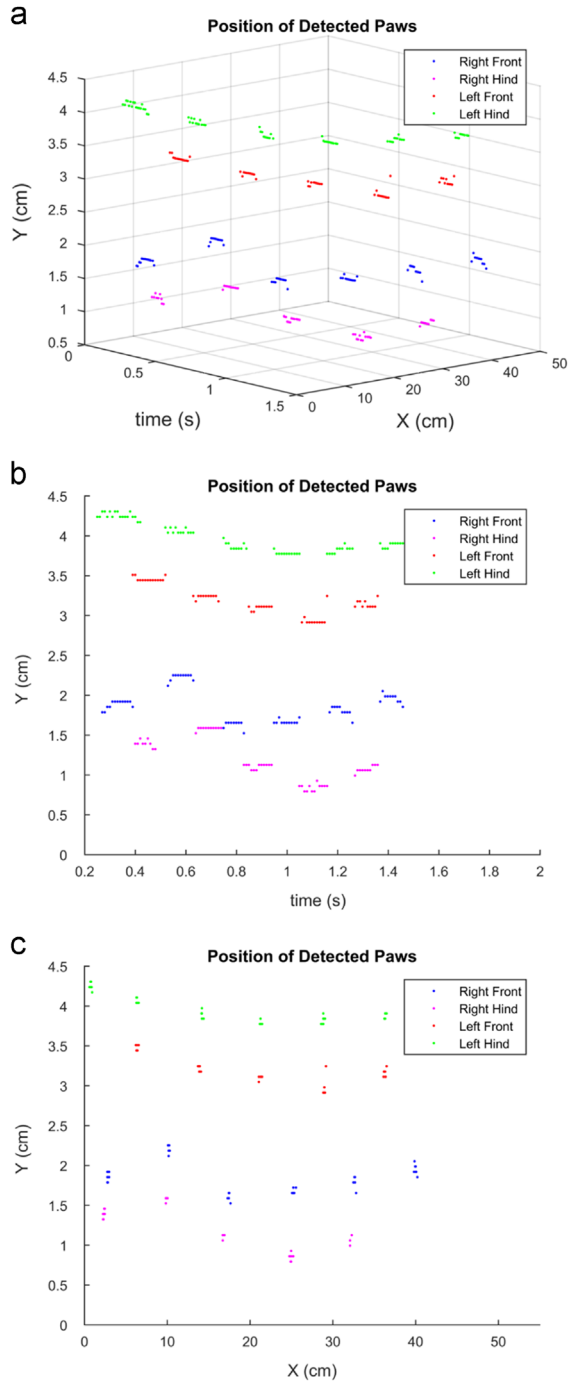 a
Position of Detected Paws
Right Front
Right Hind
Left Front
Left Hind
4.5
4
3.5
3
2.5
2
1.5
1
0.5
Y (cm)
0
0.5
1
1.5
time (s)
0
10
20
30
40
50
X (cm)
b
Position of Detected Paws
Right Front
Right Hind
Left Front
Left Hind
4.5
4
3.5
3
2.5
2
1.5
1
0.5
0
Y (cm)
0.2 0.4 0.6 0.8 1 1.2 1.4 1.6 1.8 2
time (s)
c
Position of Detected Paws
Right Front
Right Hind
Left Front
Left Hind
4.5
4
3.5
3
2.5
2
1.5
1
0.5
0
Y (cm)
0 10 20 30 40 50
X (cm)